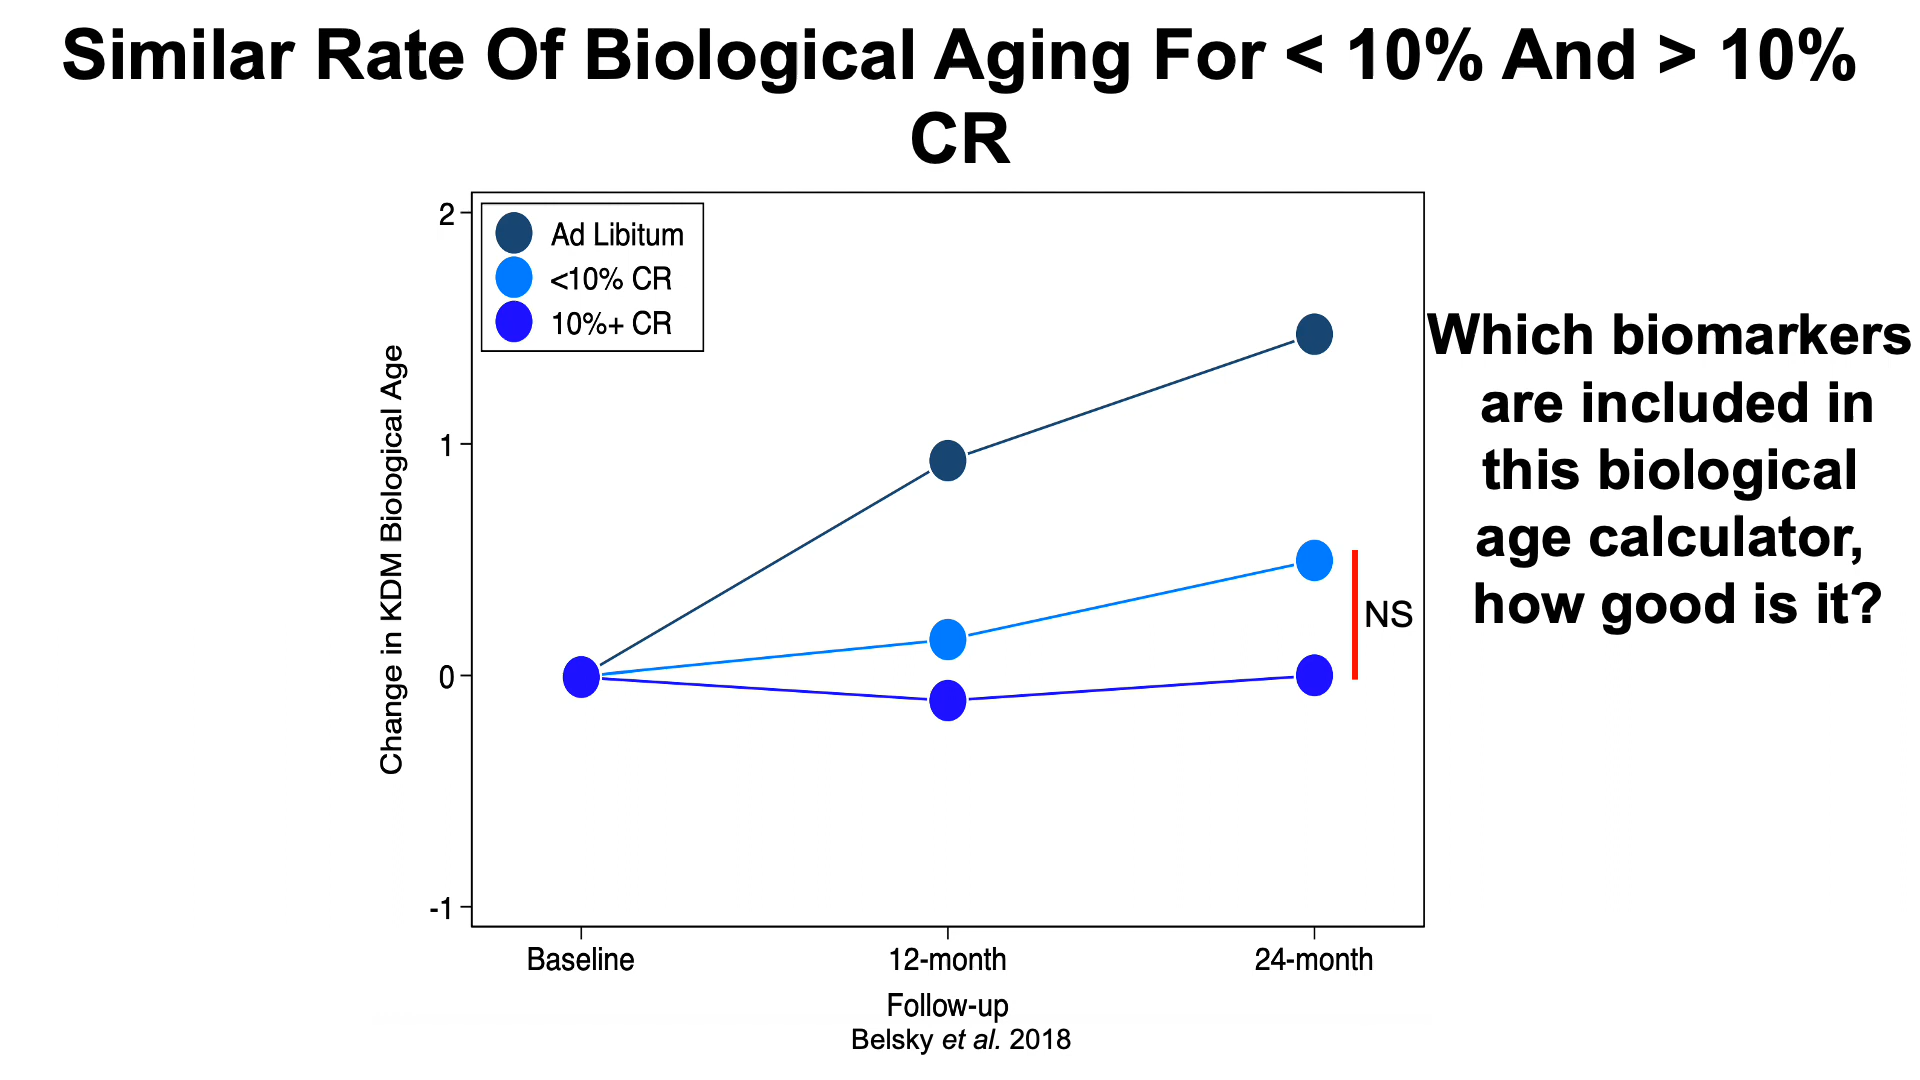 Similar Rate Of Biological Aging For < 10% And > 10%
CR
2
Ad Libitum
<10% CR
10%+ CR
1
0
-1
Change in KDM Biological Age
NS
Which biomarkers
are included in
this biological
age calculator,
how good is it?
Baseline
12-month
24-month
Follow-up
Belsky et al. 2018